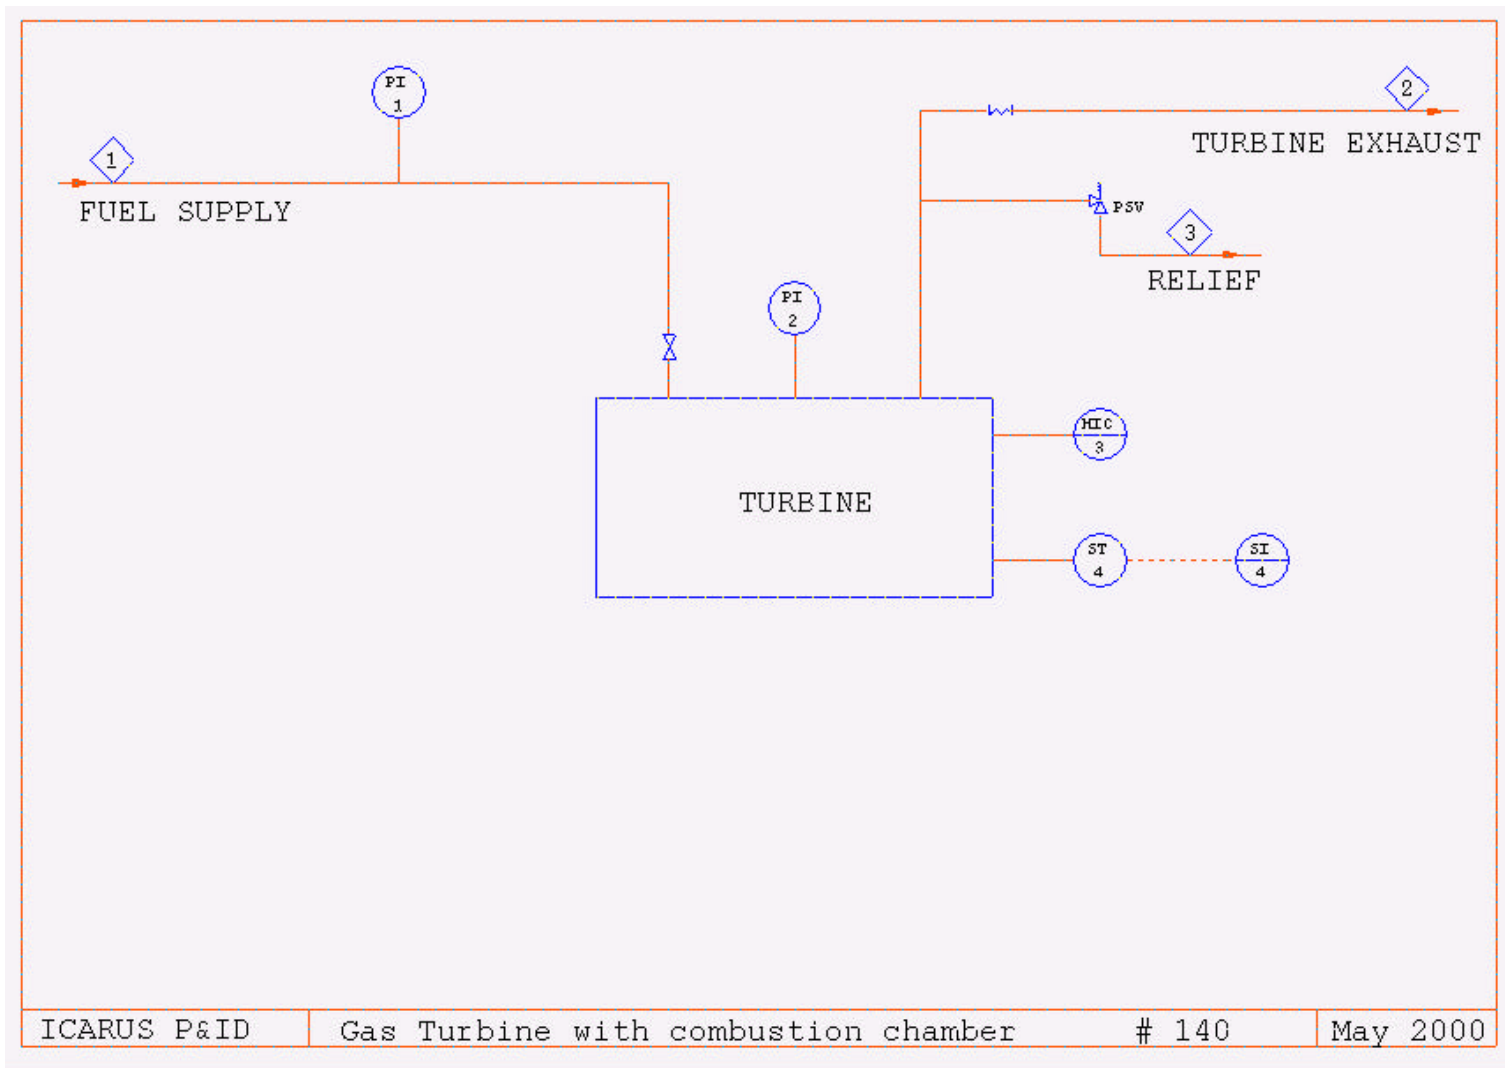 PI
1
2
1
TURBINE EXHAUST
FUEL SUPPLY
PSV
3
RELIEF
PI
2
HIC
3
TURBINE
ST
4
SI
4
ICARUS P&ID
Gas Turbine with combustion chamber
# 140
May 2000